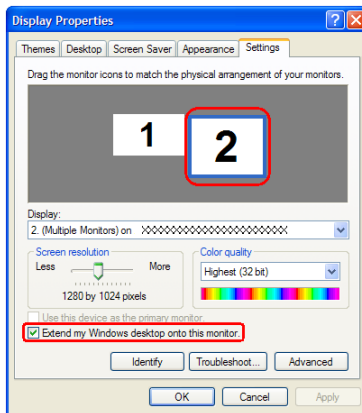 Display Properties
Themes Desktop Screen Saver Appearance Settings
Drag the monitor icons to match the physical arrangement of your monitors.
1 2
Display:
2. (Multiple Monitors) on XXXXXXXXXXXXXXXXXXXXXX
Screen resolution Color quality
Less More Highest (32 bit)
1280 by 1024 pixels
Use this device as the primary monitor.
Extend my Windows desktop onto this monitor.
Identify Troubleshoot... Advanced
OK Cancel Apply